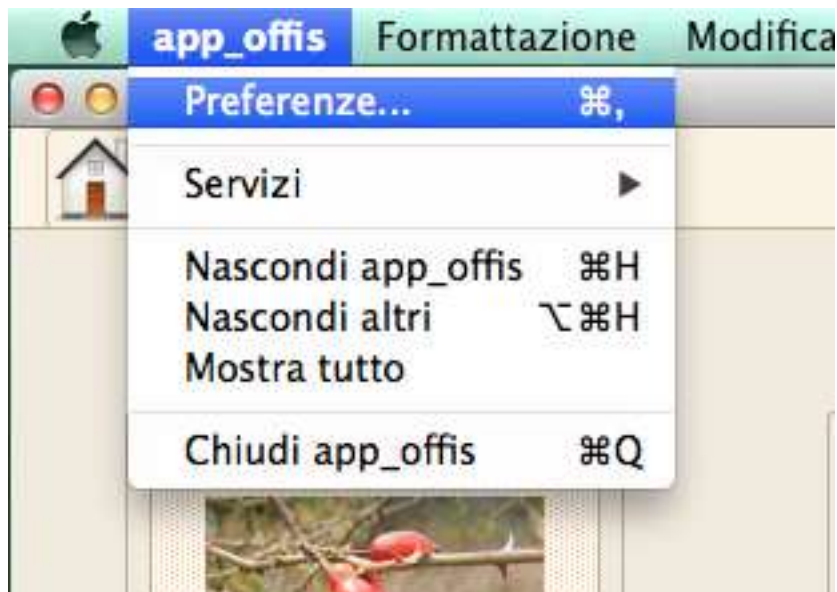 app_offis Formattazione Modifica
Preferenze... ⌘,
Servizi ▶
Nascondi app_offis ⌘H
Nascondi altri ⌥⌘H
Mostra tutto
Chiudi app_offis ⌘Q